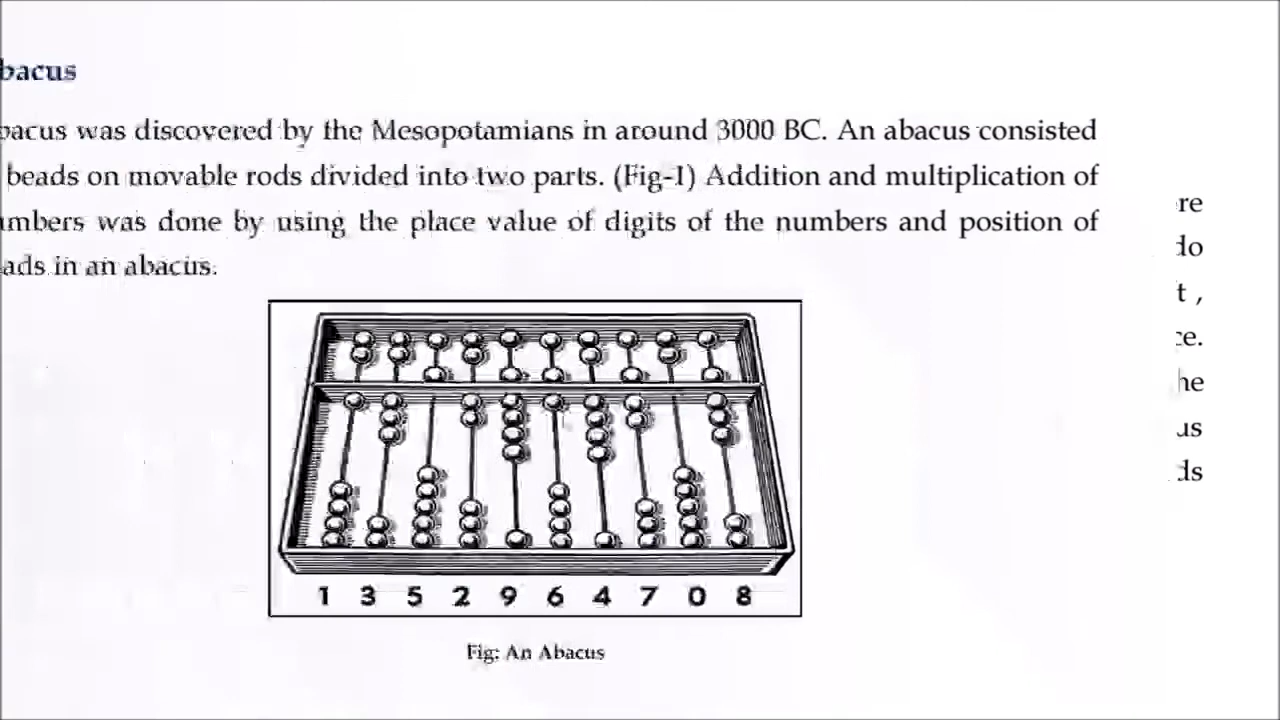 bacus
bacus was discovered by the Mesopotamians in around 3000 BC. An abacus consisted
beads on movable rods divided into two parts. (Fig-1) Addition and multiplication of
mbers was done by using the place value of digits of the numbers and position of
ads in an abacus.
re
do
t ,
ce.
he
us
ds
1 3 5 2 9 6 4 7 0 8
Fig: An Abacus